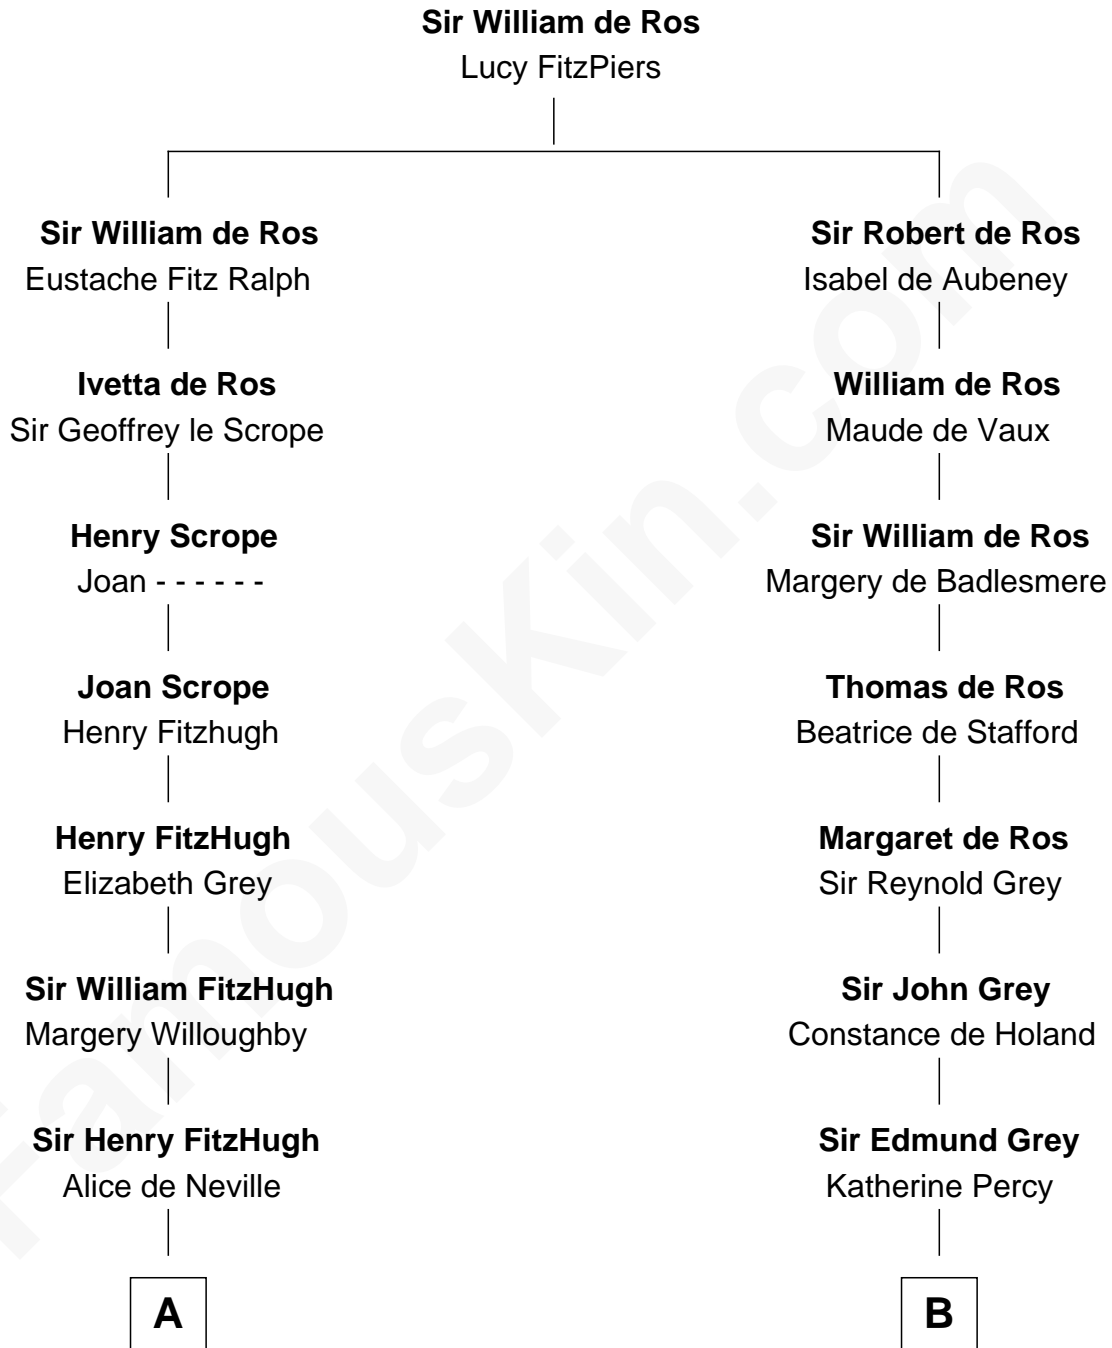 Sir William de Ros
Lucy FitzPiers
Sir William de Ros
Eustache Fitz Ralph
Sir Robert de Ros
Isabel de Aubeney
Ivetta de Ros
Sir Geoffrey le Scrope
William de Ros
Maude de Vaux
Henry Scrope
Joan - - - - - -
Sir William de Ros
Margery de Badlesmere
Joan Scrope
Henry Fitzhugh
Thomas de Ros
Beatrice de Stafford
Henry FitzHugh
Elizabeth Grey
Margaret de Ros
Sir Reynold Grey
Sir William FitzHugh
Margery Willoughby
Sir John Grey
Constance de Holand
Sir Henry FitzHugh
Alice de Neville
Sir Edmund Grey
Katherine Percy
A
B
FamousKin.com